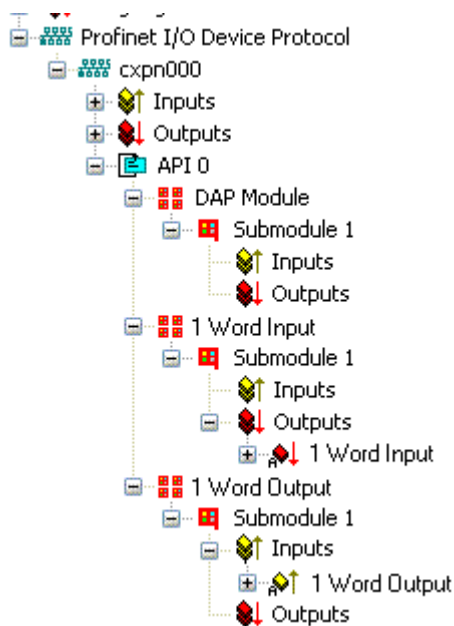 Profinet I/O Device Protocol
cxpn000
Inputs
Outputs
API 0
DAP Module
Submodule 1
Inputs
Outputs
1 Word Input
Submodule 1
Inputs
Outputs
1 Word Input
1 Word Output
Submodule 1
Inputs
1 Word Output
Outputs